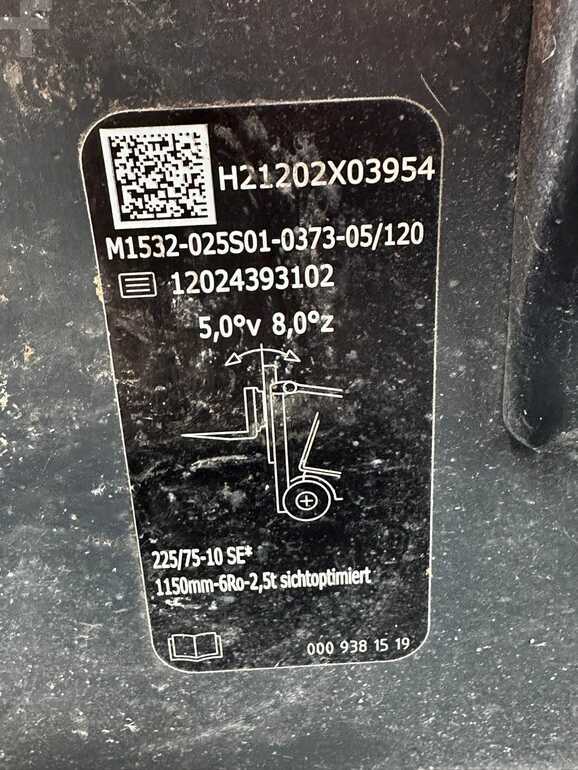 H21202X03954
M1532-025S01-0373-05/120
12024393102
5,0°v 8,0°z
225/75-10 SE*
1150mm-6Ro-2,5t sichtoptimiert
000 938 15 19